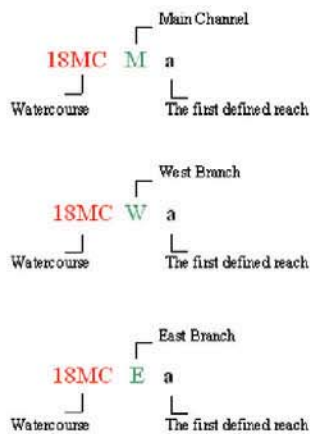 Main Channel
18MC M a
Watercourse The first defined reach
West Branch
18MC W a
Watercourse The first defined reach
East Branch
18MC E a
Watercourse The first defined reach